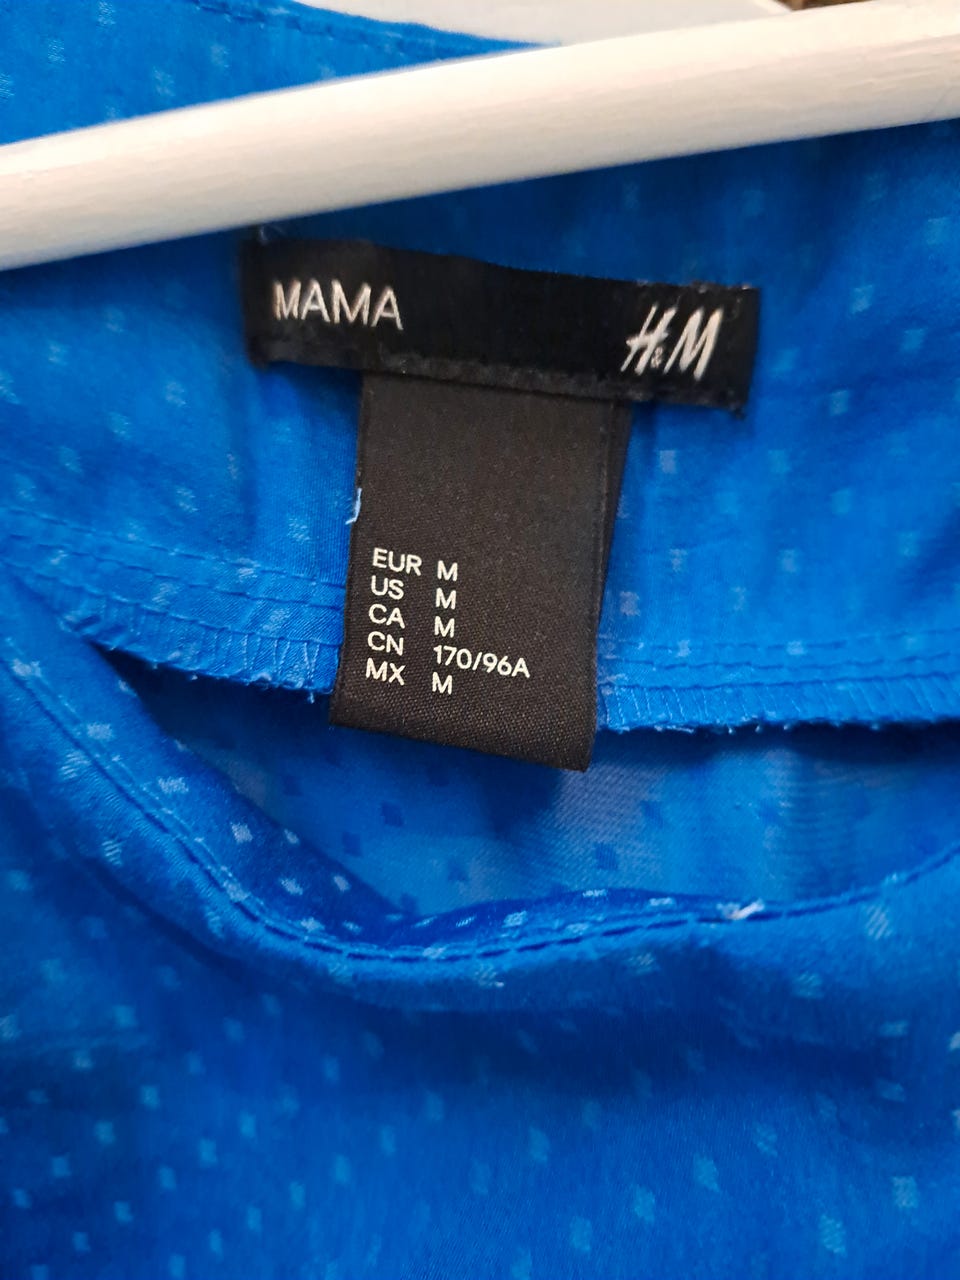 MAMA H&M
EUR M
US M
CA M
CN 170/96A
MX M